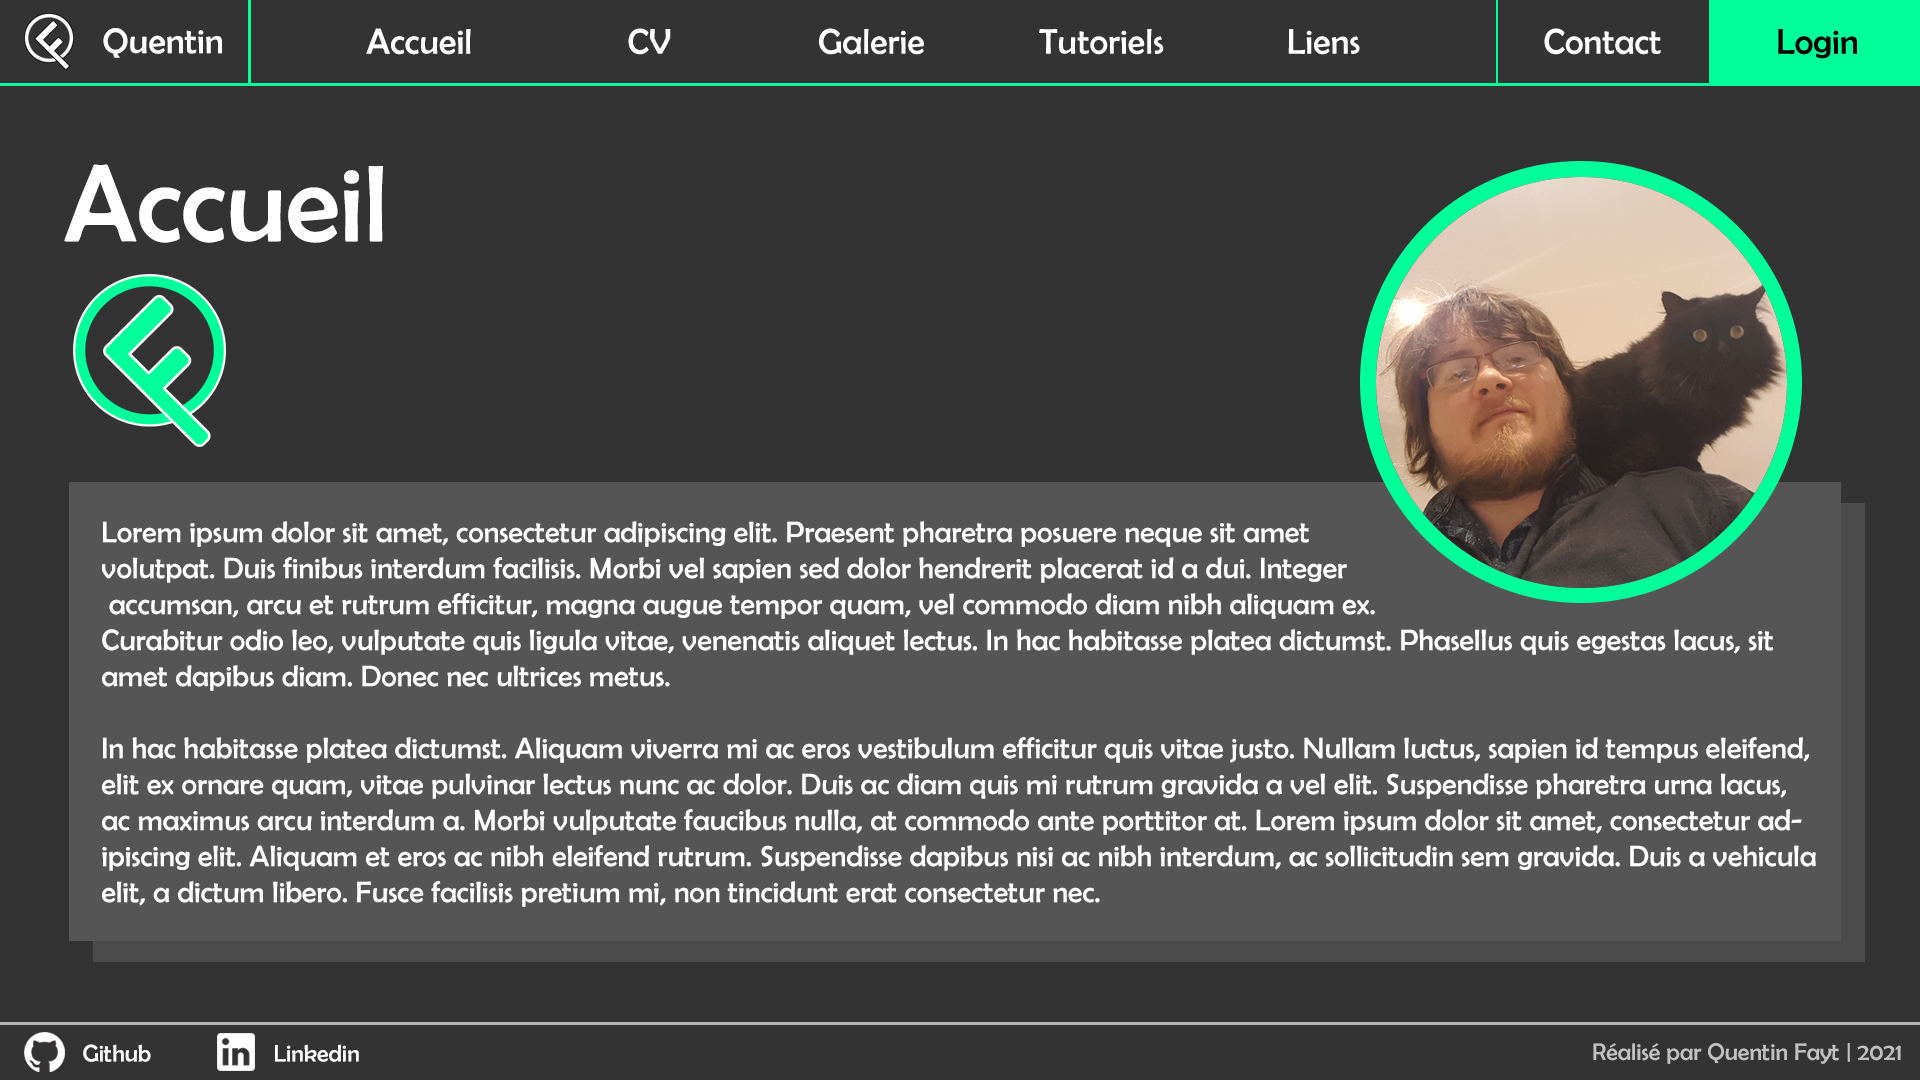 Quentin
Accueil
CV
Galerie
Tutoriels
Liens
Contact
Login
Accueil
Lorem ipsum dolor sit amet, consectetur adipiscing elit. Praesent pharetra posuere neque sit amet
volutpat. Duis finibus interdum facilisis. Morbi vel sapien sed dolor hendrerit placerat id a dui. Integer
accumsan, arcu et rutrum efficitur, magna augue tempor quam, vel commodo diam nibh aliquam ex.
Curabitur odio leo, vulputate quis ligula vitae, venenatis aliquet lectus. In hac habitasse platea dictumst. Phasellus quis egestas lacus, sit
amet dapibus diam. Donec nec ultrices metus.
In hac habitasse platea dictumst. Aliquam viverra mi ac eros vestibulum efficitur quis vitae justo. Nullam luctus, sapien id tempus eleifend,
elit ex ornare quam, vitae pulvinar lectus nunc ac dolor. Duis ac diam quis mi rutrum gravida a vel elit. Suspendisse pharetra urna lacus,
ac maximus arcu interdum a. Morbi vulputate faucibus nulla, at commodo ante porttitor at. Lorem ipsum dolor sit amet, consectetur ad-
ipiscing elit. Aliquam et eros ac nibh eleifend rutrum. Suspendisse dapibus nisi ac nibh interdum, ac sollicitudin sem gravida. Duis a vehicula
elit, a dictum libero. Fusce facilisis pretium mi, non tincidunt erat consectetur nec.
Github
in
Linkedin
Réalisé par Quentin Fayt | 2021